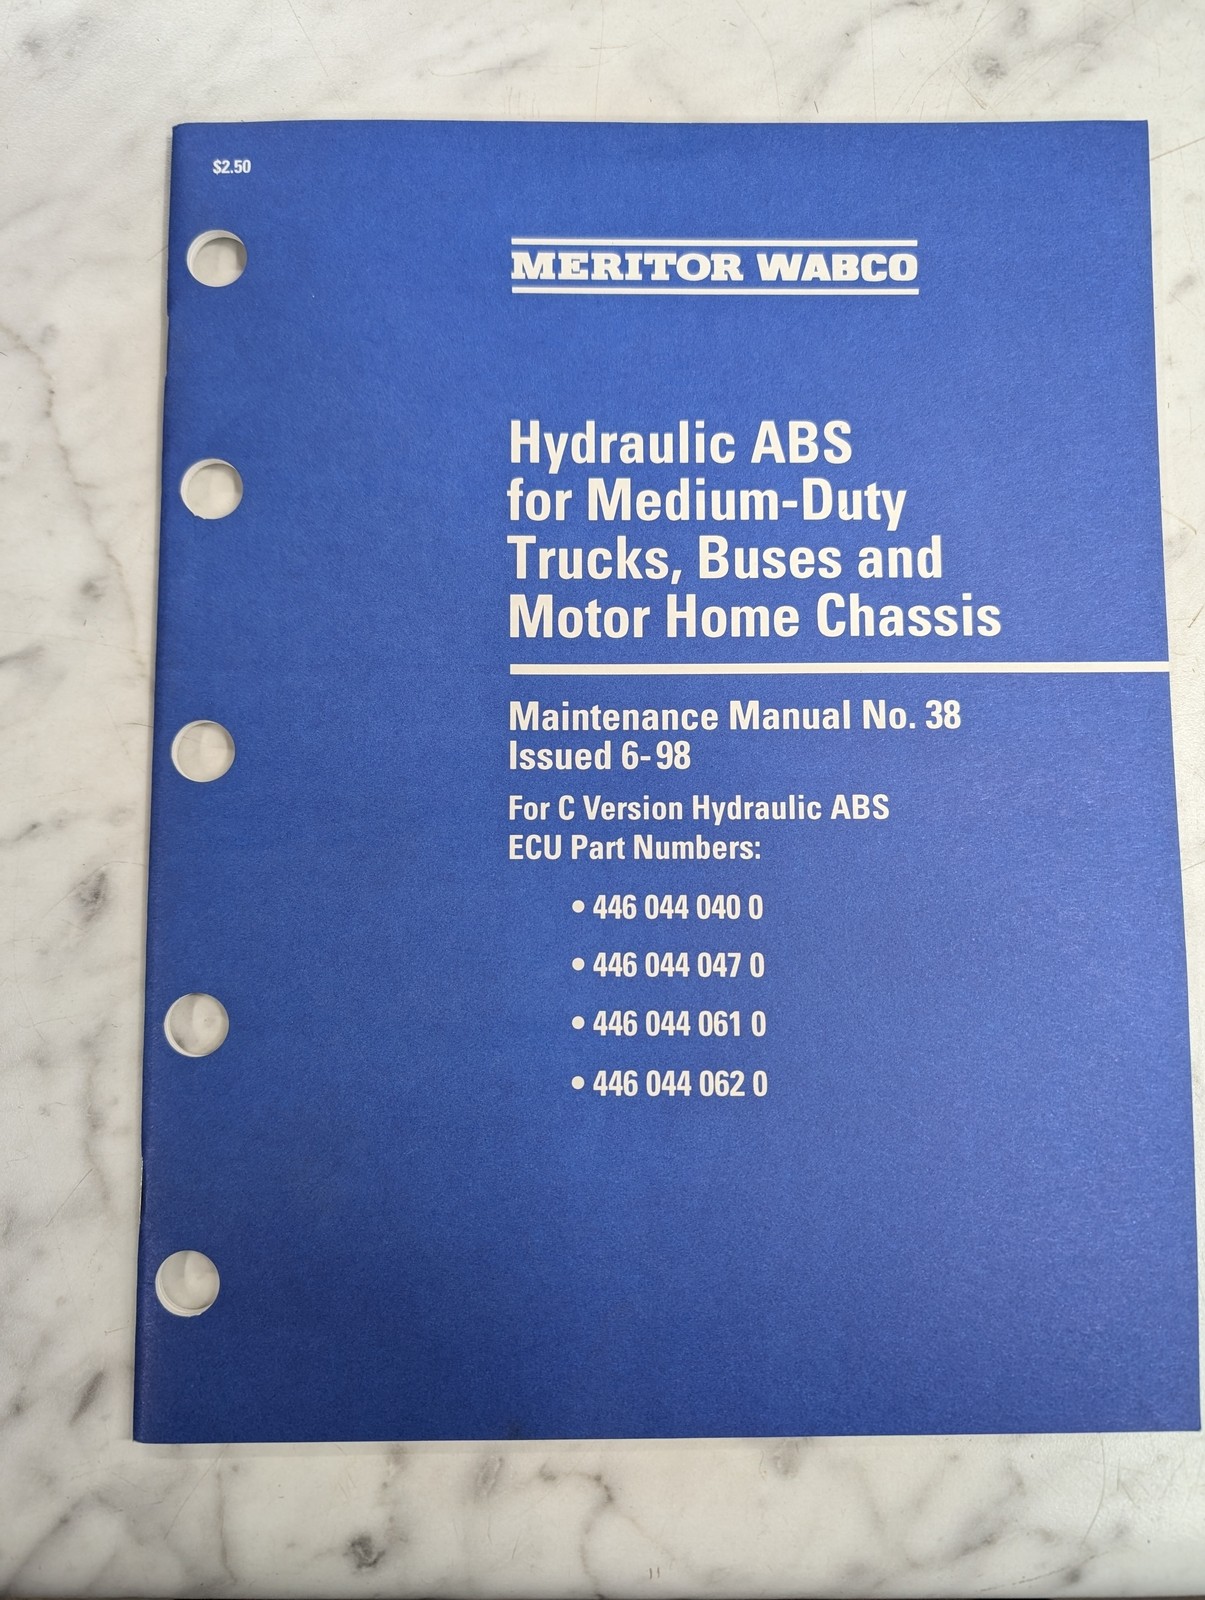 $2.50
MERITOR WABCO
Hydraulic ABS
for Medium-Duty
Trucks, Buses and
Motor Home Chassis
Maintenance Manual No. 38
Issued 6-98
For C Version Hydraulic ABS
ECU Part Numbers:
• 446 044 040 0
• 446 044 047 0
• 446 044 061 0
• 446 044 062 0